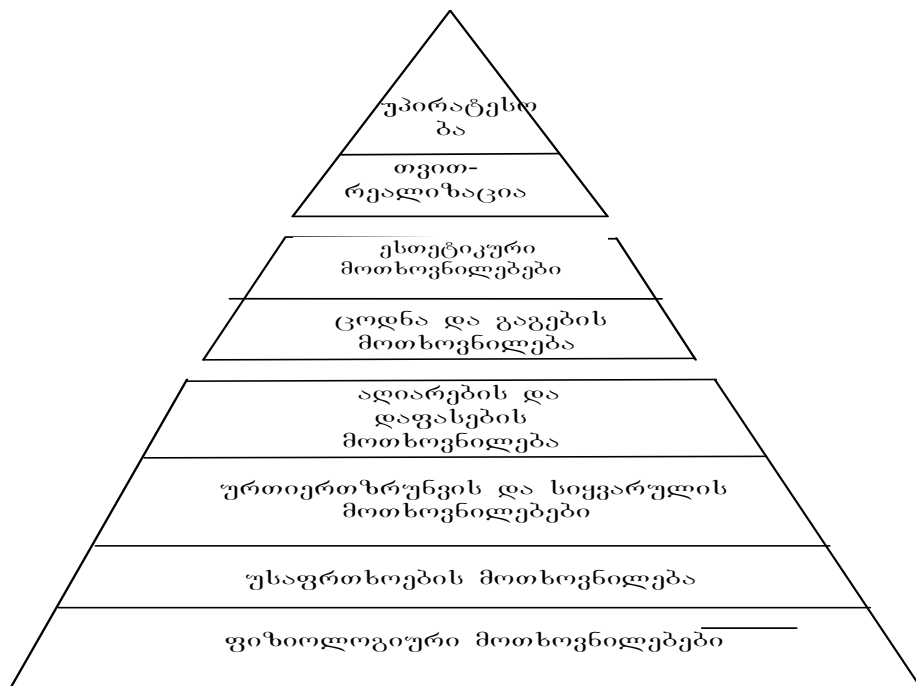 უპირატესო
ბა
თვით-
რეალიზაცია
ესთეტიკური
მოთხოვნილებები
ცოდნა და გაგების
მოთხოვნილება
აღიარების და
დაფასების
მოთხოვნილება
ურთიერთზრუნვის და სიყვარულის
მოთხოვნილებები
უსაფრთხოების მოთხოვნილება
ფიზიოლოგიური მოთხოვნილებები